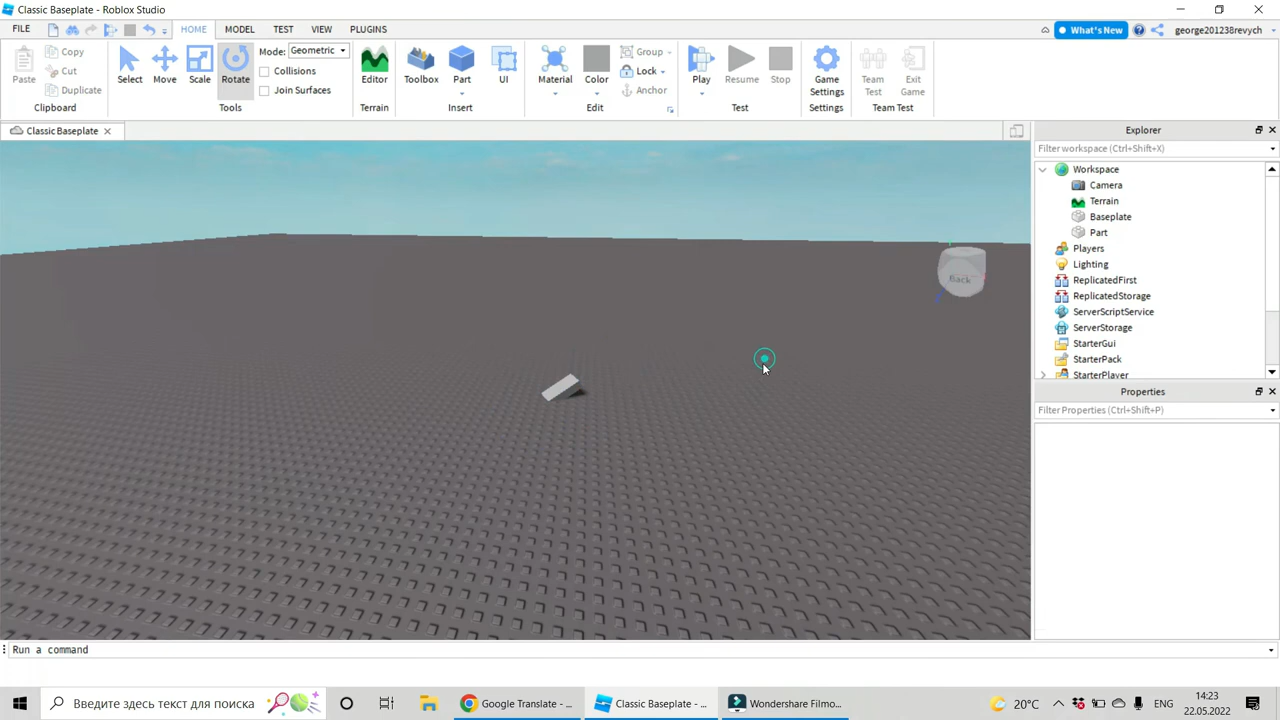 Classic Baseplate - Roblox Studio
FILE HOME MODEL TEST VIEW PLUGINS What's New george201238revych
Paste Copy Cut Duplicate Clipboard
Select Move Scale Rotate Mode: Geometric Collisions Join Surfaces Tools
Editor Terrain
Toolbox Part UI Insert
Material Color Group Lock Anchor Edit
Play Resume Stop Test
Game Settings Settings
Team Test Exit Game Team Test
Classic Baseplate
Back
Explorer
Filter workspace (Ctrl+Shift+X)
Workspace
Camera
Terrain
Baseplate
Part
Players
Lighting
ReplicatedFirst
ReplicatedStorage
ServerScriptService
ServerStorage
StarterGui
StarterPack
StarterPlayer
Properties
Filter Properties (Ctrl+Shift+P)
Run a command
Введите здесь текст для поиска
Google Translate - ...
Classic Baseplate - ...
Wondershare Filmo...
20°C
ENG
14:23
22.05.2022